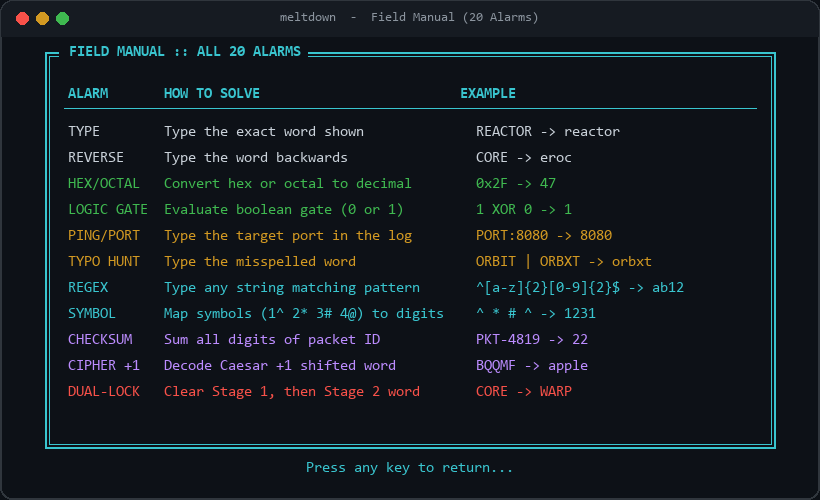 meltdown - Field Manual (20 Alarms)
FIELD MANUAL :: ALL 20 ALARMS
ALARM HOW TO SOLVE EXAMPLE
TYPE Type the exact word shown REACTOR -> reactor
REVERSE Type the word backwards CORE -> eroc
HEX/OCTAL Convert hex or octal to decimal 0x2F -> 47
LOGIC GATE Evaluate boolean gate (0 or 1) 1 XOR 0 -> 1
PING/PORT Type the target port in the log PORT:8080 -> 8080
TYPO HUNT Type the misspelled word ORBIT | ORBXT -> orbxt
REGEX Type any string matching pattern ^[a-z]{2}[0-9]{2}$ -> ab12
SYMBOL Map symbols (1^ 2* 3# 4@) to digits ^ * # ^ -> 1231
CHECKSUM Sum all digits of packet ID PKT-4819 -> 22
CIPHER +1 Decode Caesar +1 shifted word BQQMF -> apple
DUAL-LOCK Clear Stage 1, then Stage 2 word CORE -> WARP
Press any key to return...